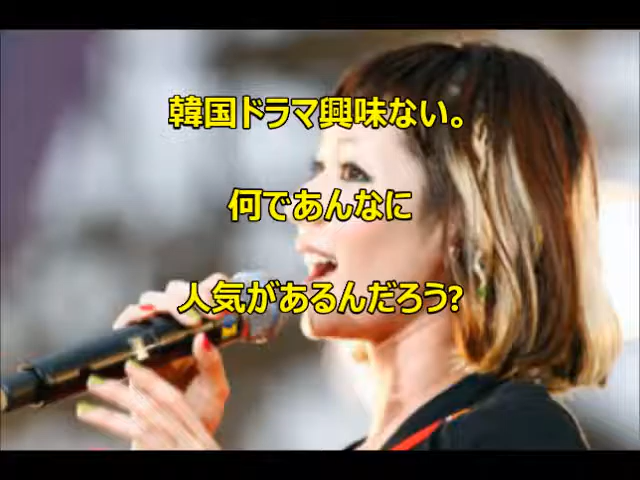 韓国ドラマ興味ない。
何であんなに
人気があるんだろう?